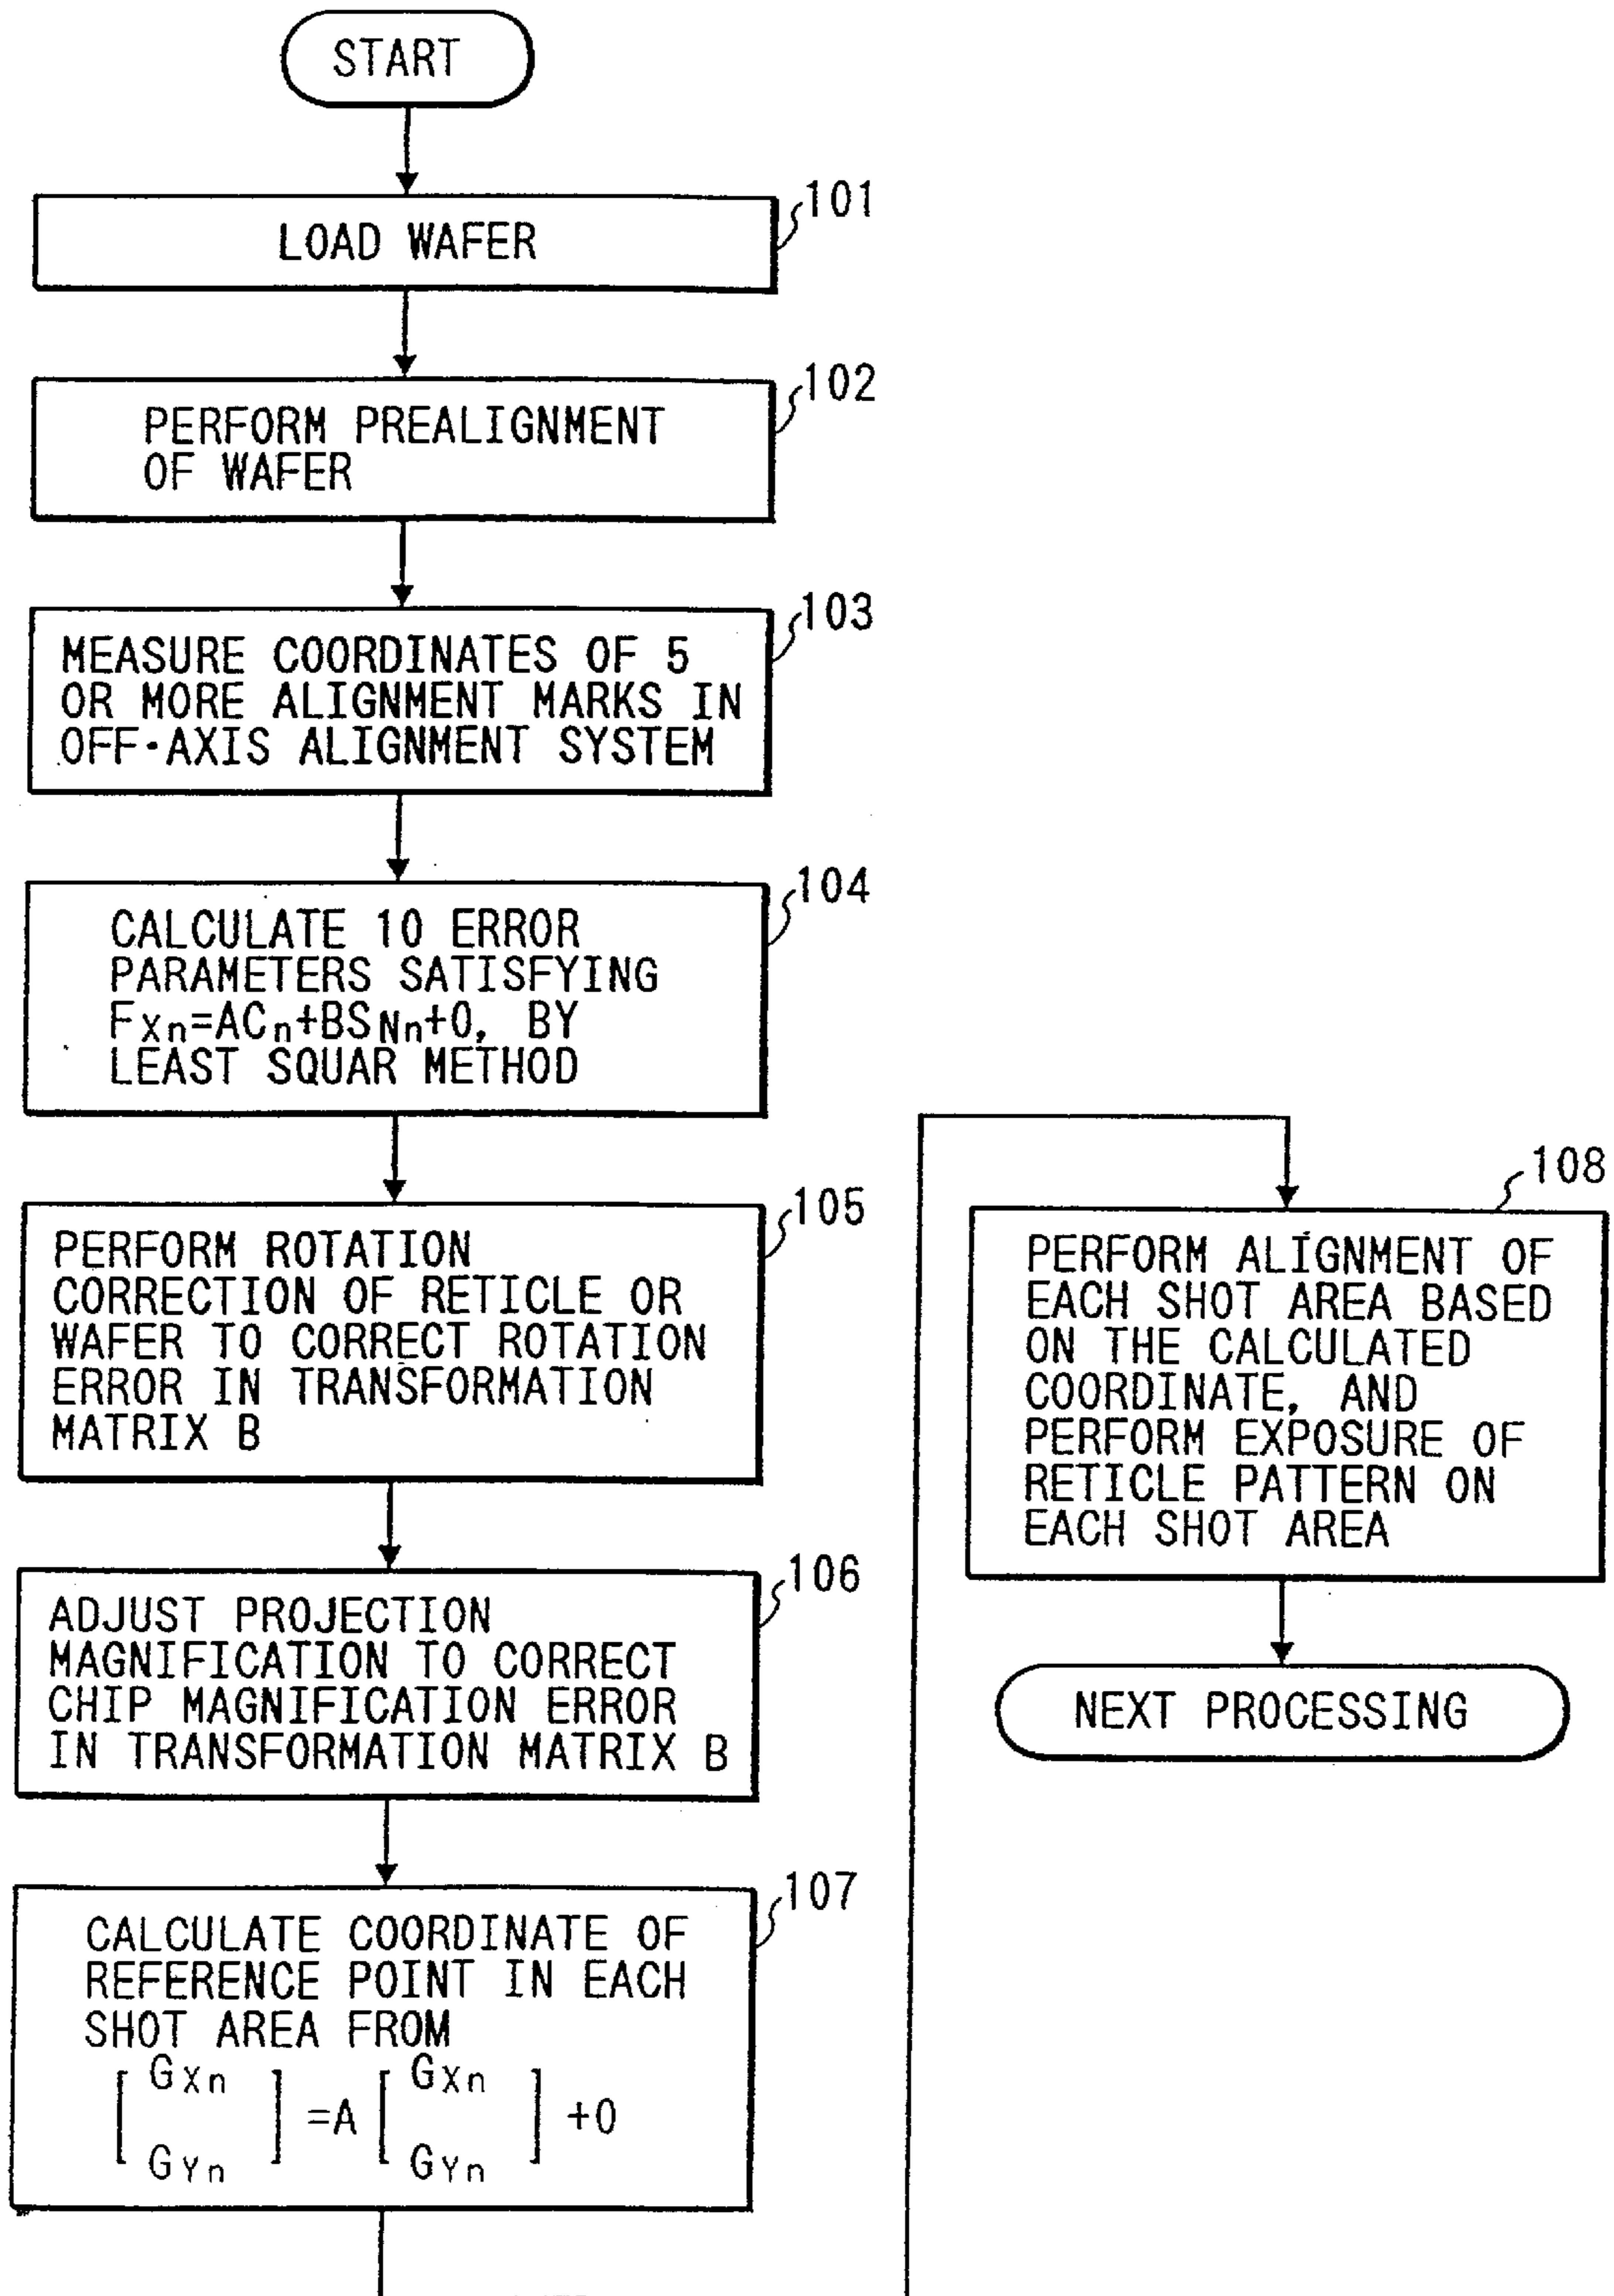 START
101
LOAD WAFER
102
PERFORM PREALIGNMENT
OF WAFER
103
MEASURE COORDINATES OF 5
OR MORE ALIGNMENT MARKS IN
OFF-AXIS ALIGNMENT SYSTEM
104
CALCULATE 10 ERROR
PARAMETERS SATISFYING
FXn=ACn+BSNn+O, BY
LEAST SQUAR METHOD
105
PERFORM ROTATION
CORRECTION OF RETICLE OR
WAFER TO CORRECT ROTATION
ERROR IN TRANSFORMATION
MATRIX B
106
ADJUST PROJECTION
MAGNIFICATION TO CORRECT
CHIP MAGNIFICATION ERROR
IN TRANSFORMATION MATRIX B
107
CALCULATE COORDINATE OF
REFERENCE POINT IN EACH
SHOT AREA FROM
[GXn GYn] =A [GXn GYn] +O
108
PERFORM ALIGNMENT OF
EACH SHOT AREA BASED
ON THE CALCULATED
COORDINATE, AND
PERFORM EXPOSURE OF
RETICLE PATTERN ON
EACH SHOT AREA
NEXT PROCESSING